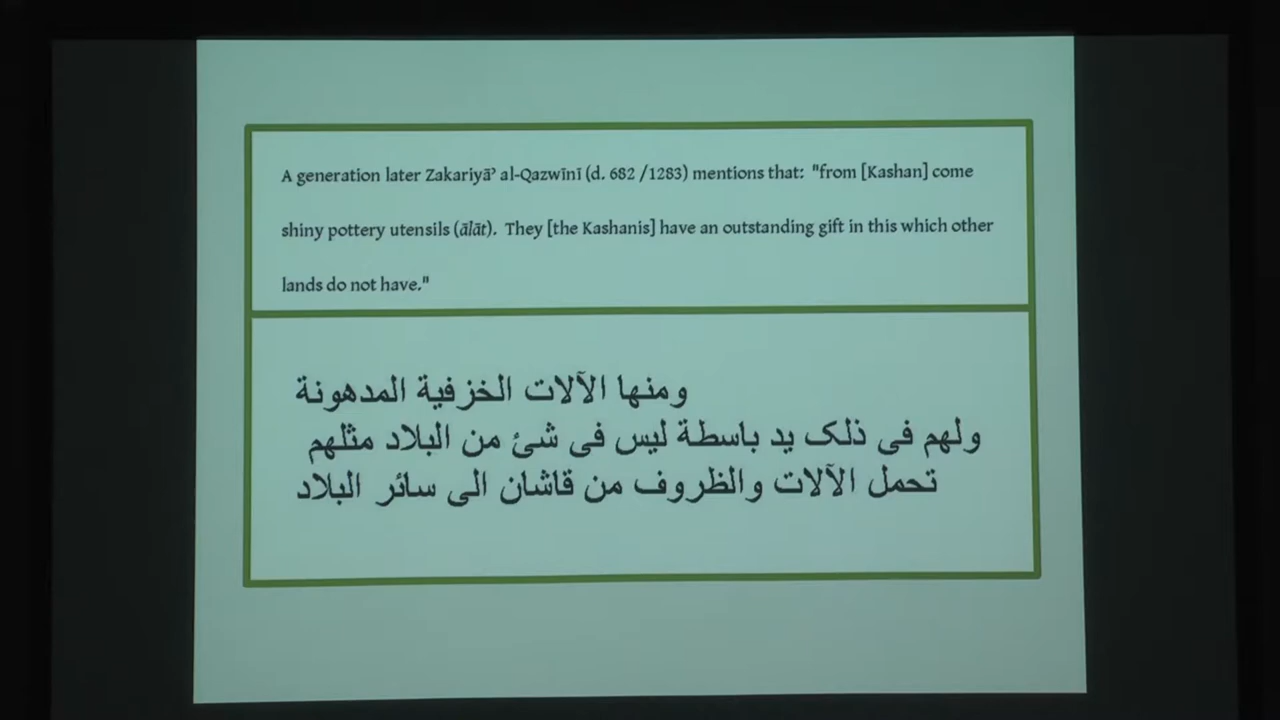 A generation later Zakariyāʾ al-Qazwīnī (d. 682 /1283) mentions that: "from [Kashan] come
shiny pottery utensils (ālāt). They [the Kashanis] have an outstanding gift in this which other
lands do not have."
ومنها الآلات الخزفية المدهونة
ولهم فى ذلک يد باسطة ليس فى شئ من البلاد مثلهم
تحمل الآلات والظروف من قاشان الى سائر البلاد